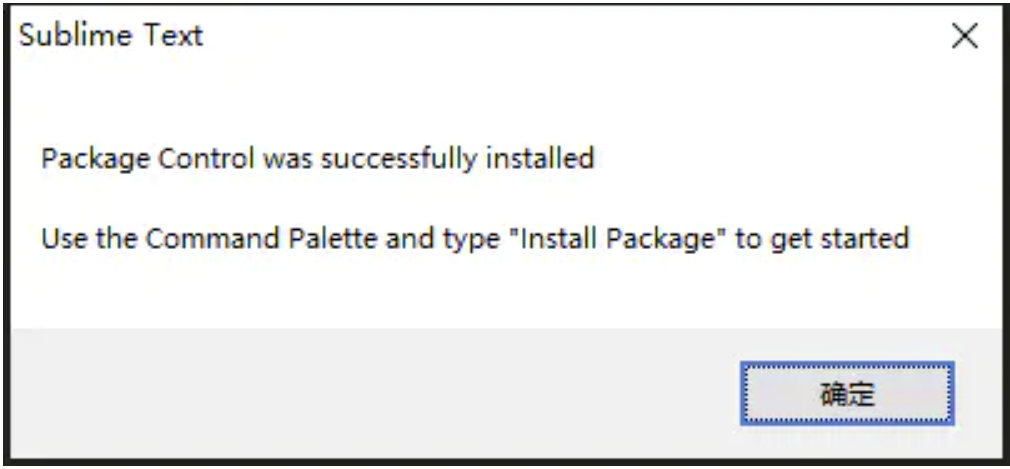 Sublime Text
Package Control was successfully installed
Use the Command Palette and type "Install Package" to get started
确定